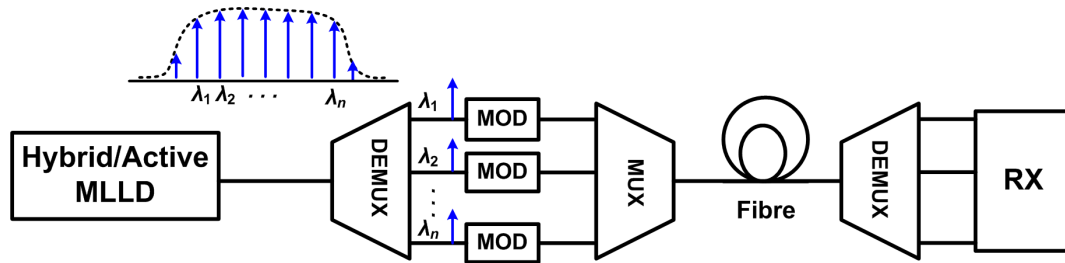 λ1 λ2 · · · λn
Hybrid/Active
MLLD
DEMUX
λ1
MOD
λ2
MOD
λn
MOD
MUX
Fibre
DEMUX
RX